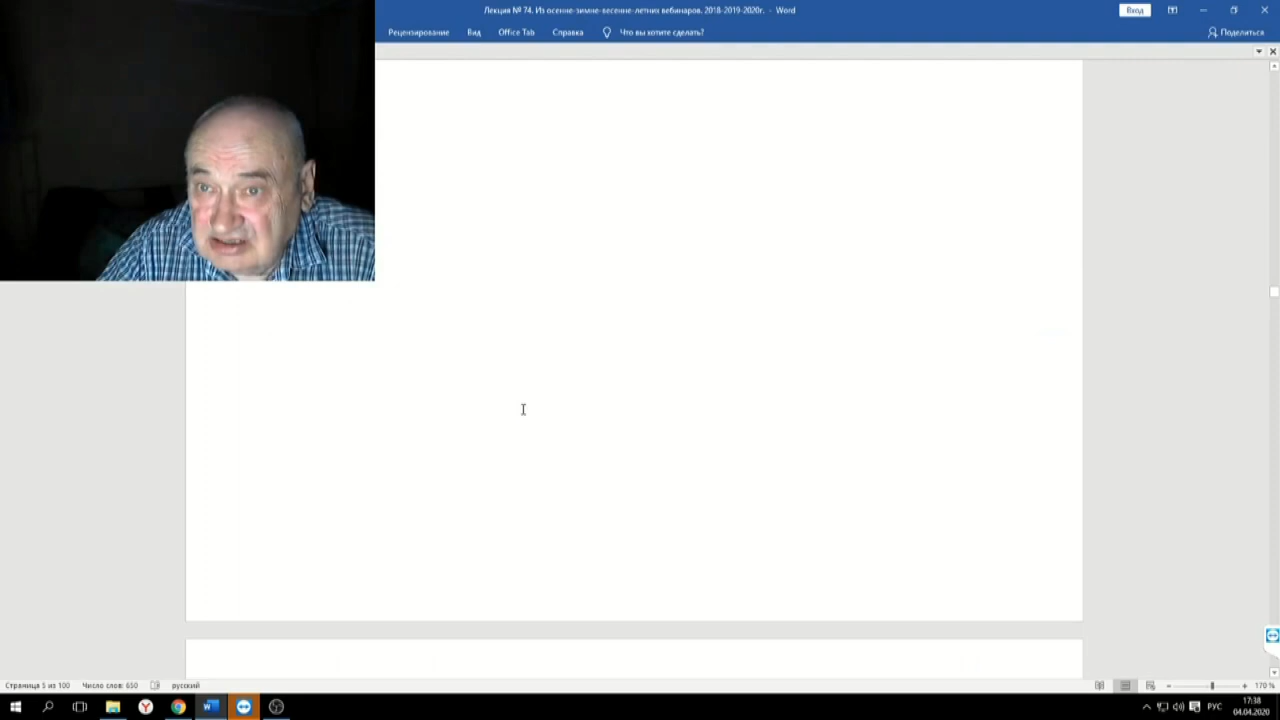 Лекция № 74. Из осенне-зимне-весенне-летних вебинаров. 2018-2019-2020г. - Word
Вход
Рецензирование Вид Office Tab Справка Что вы хотите сделать? Поделиться
Страница 5 из 100 Число слов: 650 русский 170 %
РУС
17:38
04.04.2020